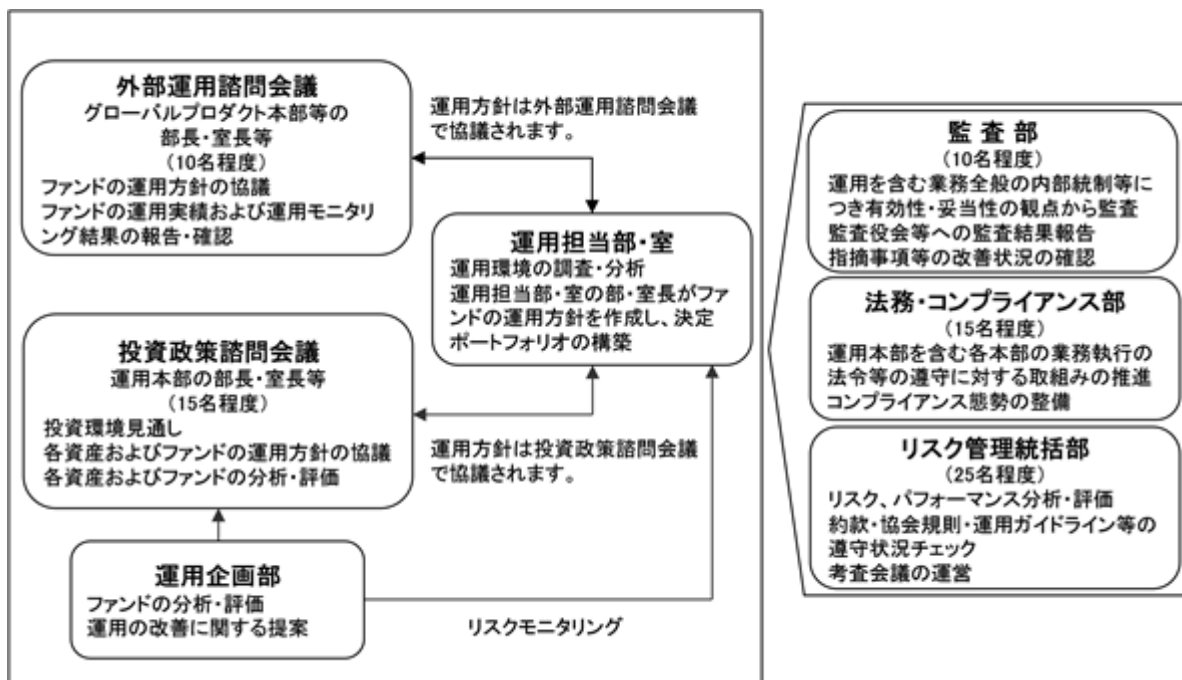 外部運用諮問会議
グローバルプロダクト本部等の
部長・室長等
(10名程度)
ファンドの運用方針の協議
ファンドの運用実績および運用モニタリ
ング結果の報告・確認
運用方針は外部運用諮問会議
で協議されます。
運用担当部・室
運用環境の調査・分析
運用担当部・室の部・室長がファ
ンドの運用方針を作成し、決定
ポートフォリオの構築
投資政策諮問会議
運用本部の部長・室長等
(15名程度)
投資環境見通し
各資産およびファンドの運用方針の協議
各資産およびファンドの分析・評価
運用方針は投資政策諮問会議
で協議されます。
運用企画部
ファンドの分析・評価
運用の改善に関する提案
リスクモニタリング
監査部
(10名程度)
運用を含む業務全般の内部統制等に
つき有効性・妥当性の観点から監査
監査役会等への監査結果報告
指摘事項等の改善状況の確認
法務・コンプライアンス部
(15名程度)
運用本部を含む各本部の業務執行の
法令等の遵守に対する取組みの推進
コンプライアンス態勢の整備
リスク管理統括部
(25名程度)
リスク、パフォーマンス分析・評価
約款・協会規則・運用ガイドライン等の
遵守状況チェック
考査会議の運営